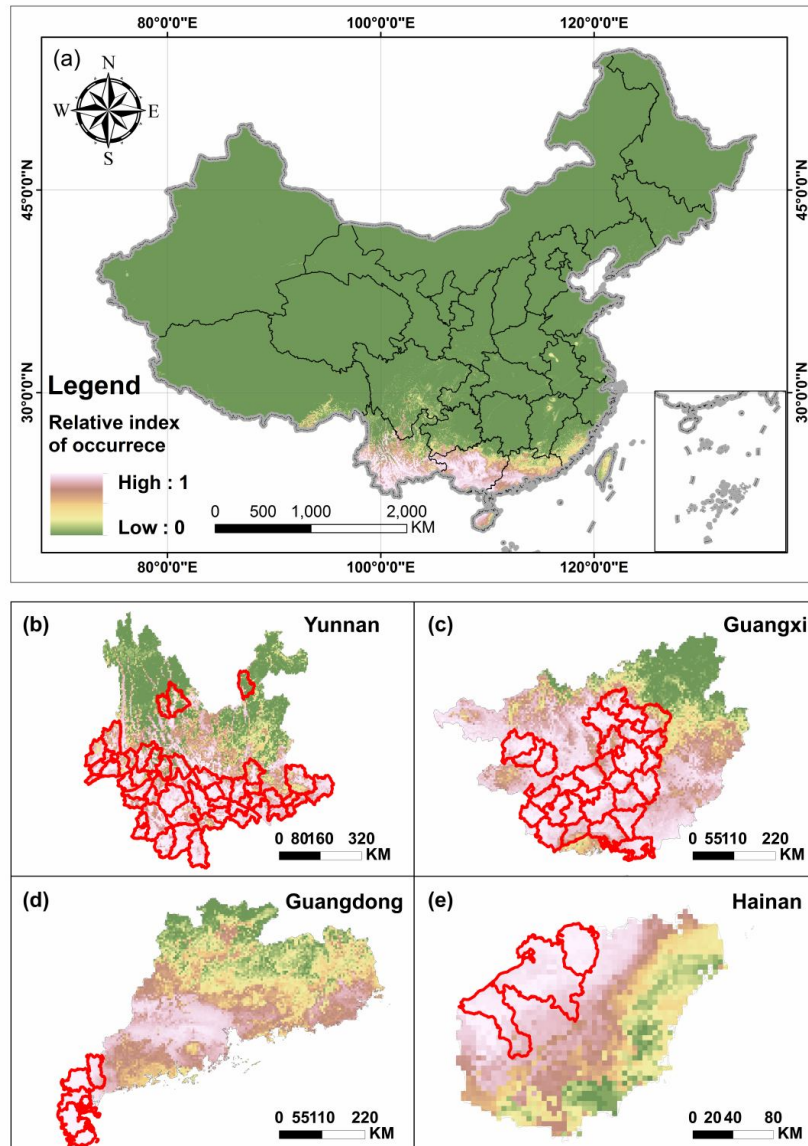 80°0'0"E 100°0'0"E 120°0'0"E
(a)
N
W E
S
45°0'0"N 45°0'0"N
30°0'0"N 30°0'0"N
Legend
Relative index
of occurrece
High : 1
Low : 0
0 500 1,000 2,000
KM
80°0'0"E 100°0'0"E 120°0'0"E
(b) Yunnan
0 80160 320
KM
(c) Guangxi
0 55110 220
KM
(d) Guangdong
0 55110 220
KM
(e) Hainan
0 20 40 80
KM